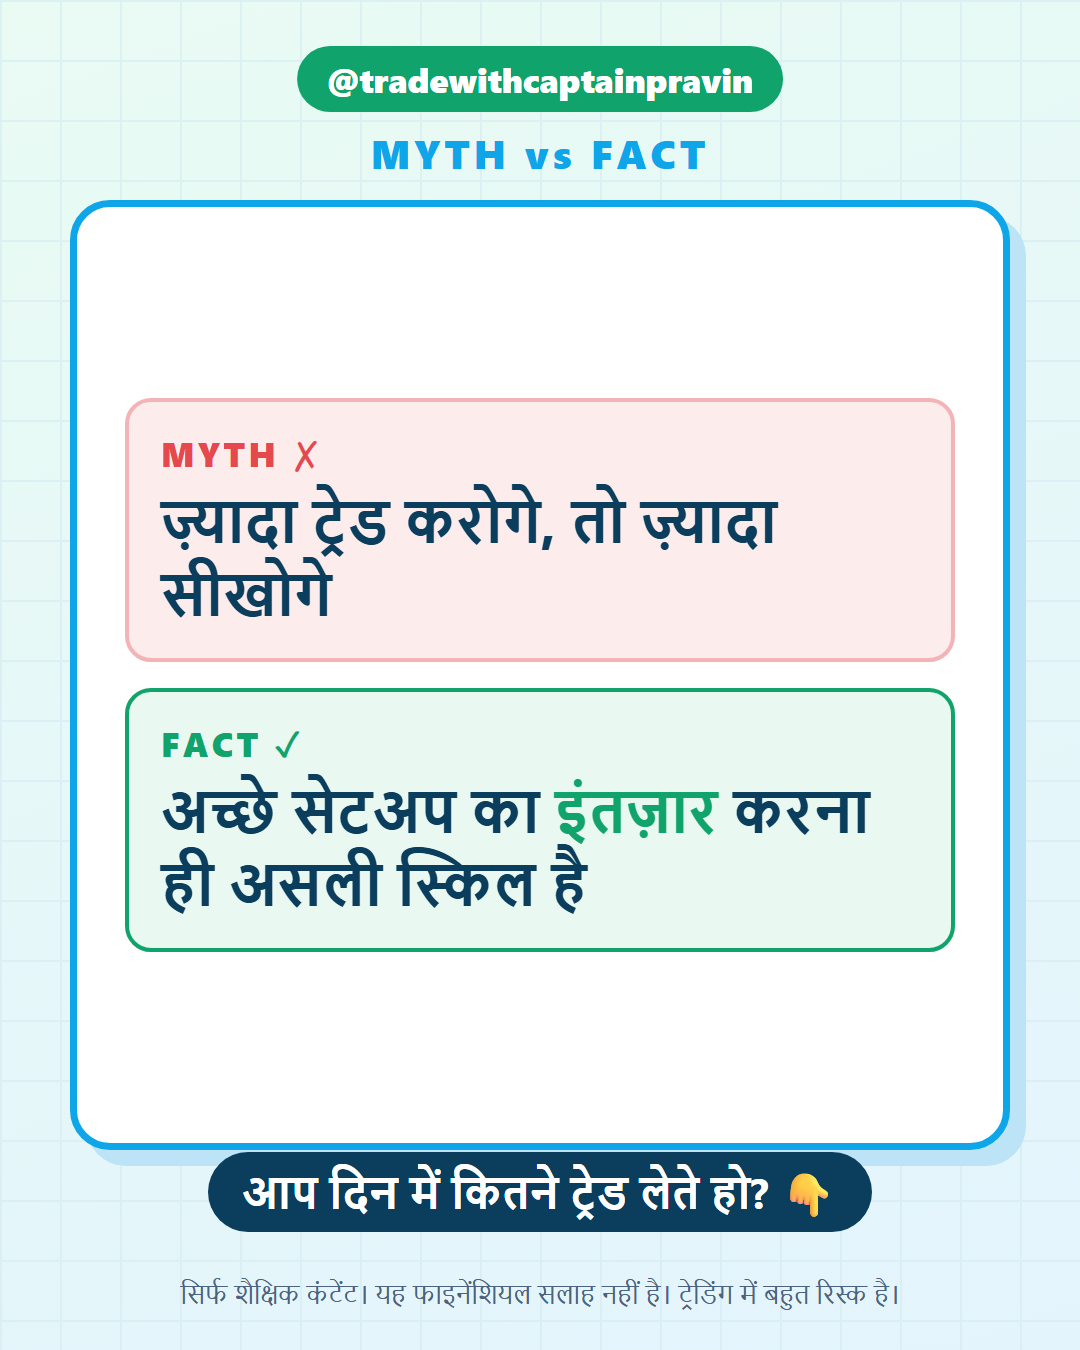 @tradewithcaptainpravin
MYTH vs FACT
MYTH ✗
ज़्यादा ट्रेड करोगे, तो ज़्यादा
सीखोगे
FACT ✓
अच्छे सेटअप का इंतज़ार करना
ही असली स्किल है
आप दिन में कितने ट्रेड लेते हो? 👇
सिर्फ शैक्षिक कंटेंट। यह फाइनेंशियल सलाह नहीं है। ट्रेडिंग में बहुत रिस्क है।